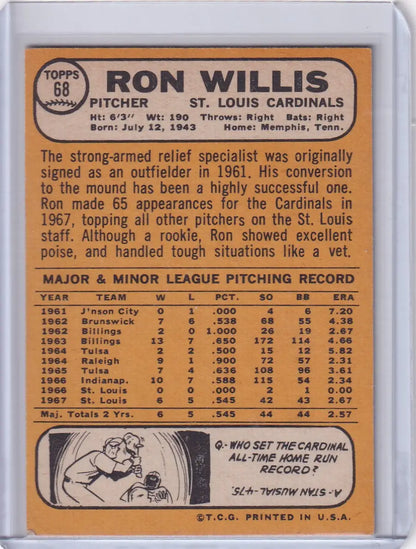 TOPPS
68
RON WILLIS
PITCHER ST. LOUIS CARDINALS
Ht: 6'3" Wt: 190 Throws: Right Bats: Right
Born: July 12, 1943 Home: Memphis, Tenn.
The strong-armed relief specialist was originally
signed as an outfielder in 1961. His conversion
to the mound has been a highly successful one.
Ron made 65 appearances for the Cardinals in
1967, topping all other pitchers on the St. Louis
staff. Although a rookie, Ron showed excellent
poise, and handled tough situations like a vet.
MAJOR & MINOR LEAGUE PITCHING RECORD
YEAR TEAM W L PCT. SO BB ERA
1961 J'nson City 0 1 .000 4 6 7.20
1962 Brunswick 7 6 .538 68 55 4.38
1962 Billings 2 0 1.000 26 19 2.67
1963 Billings 13 7 .650 172 114 4.66
1964 Tulsa 2 2 .500 15 12 5.82
1964 Raleigh 9 1 .900 72 57 2.31
1965 Tulsa 7 4 .636 108 96 3.61
1966 Indianap. 10 7 .588 115 54 2.34
1966 St. Louis 0 0 .000 2 1 0.00
1967 St. Louis 6 5 .545 42 43 2.67
Maj. Totals 2 Yrs. 6 5 .545 44 44 2.57
Q-WHO SET THE CARDINAL
ALL-TIME HOME RUN
RECORD?
A- STAN MUSIAL-475.
©T.C.G. PRINTED IN U.S.A.